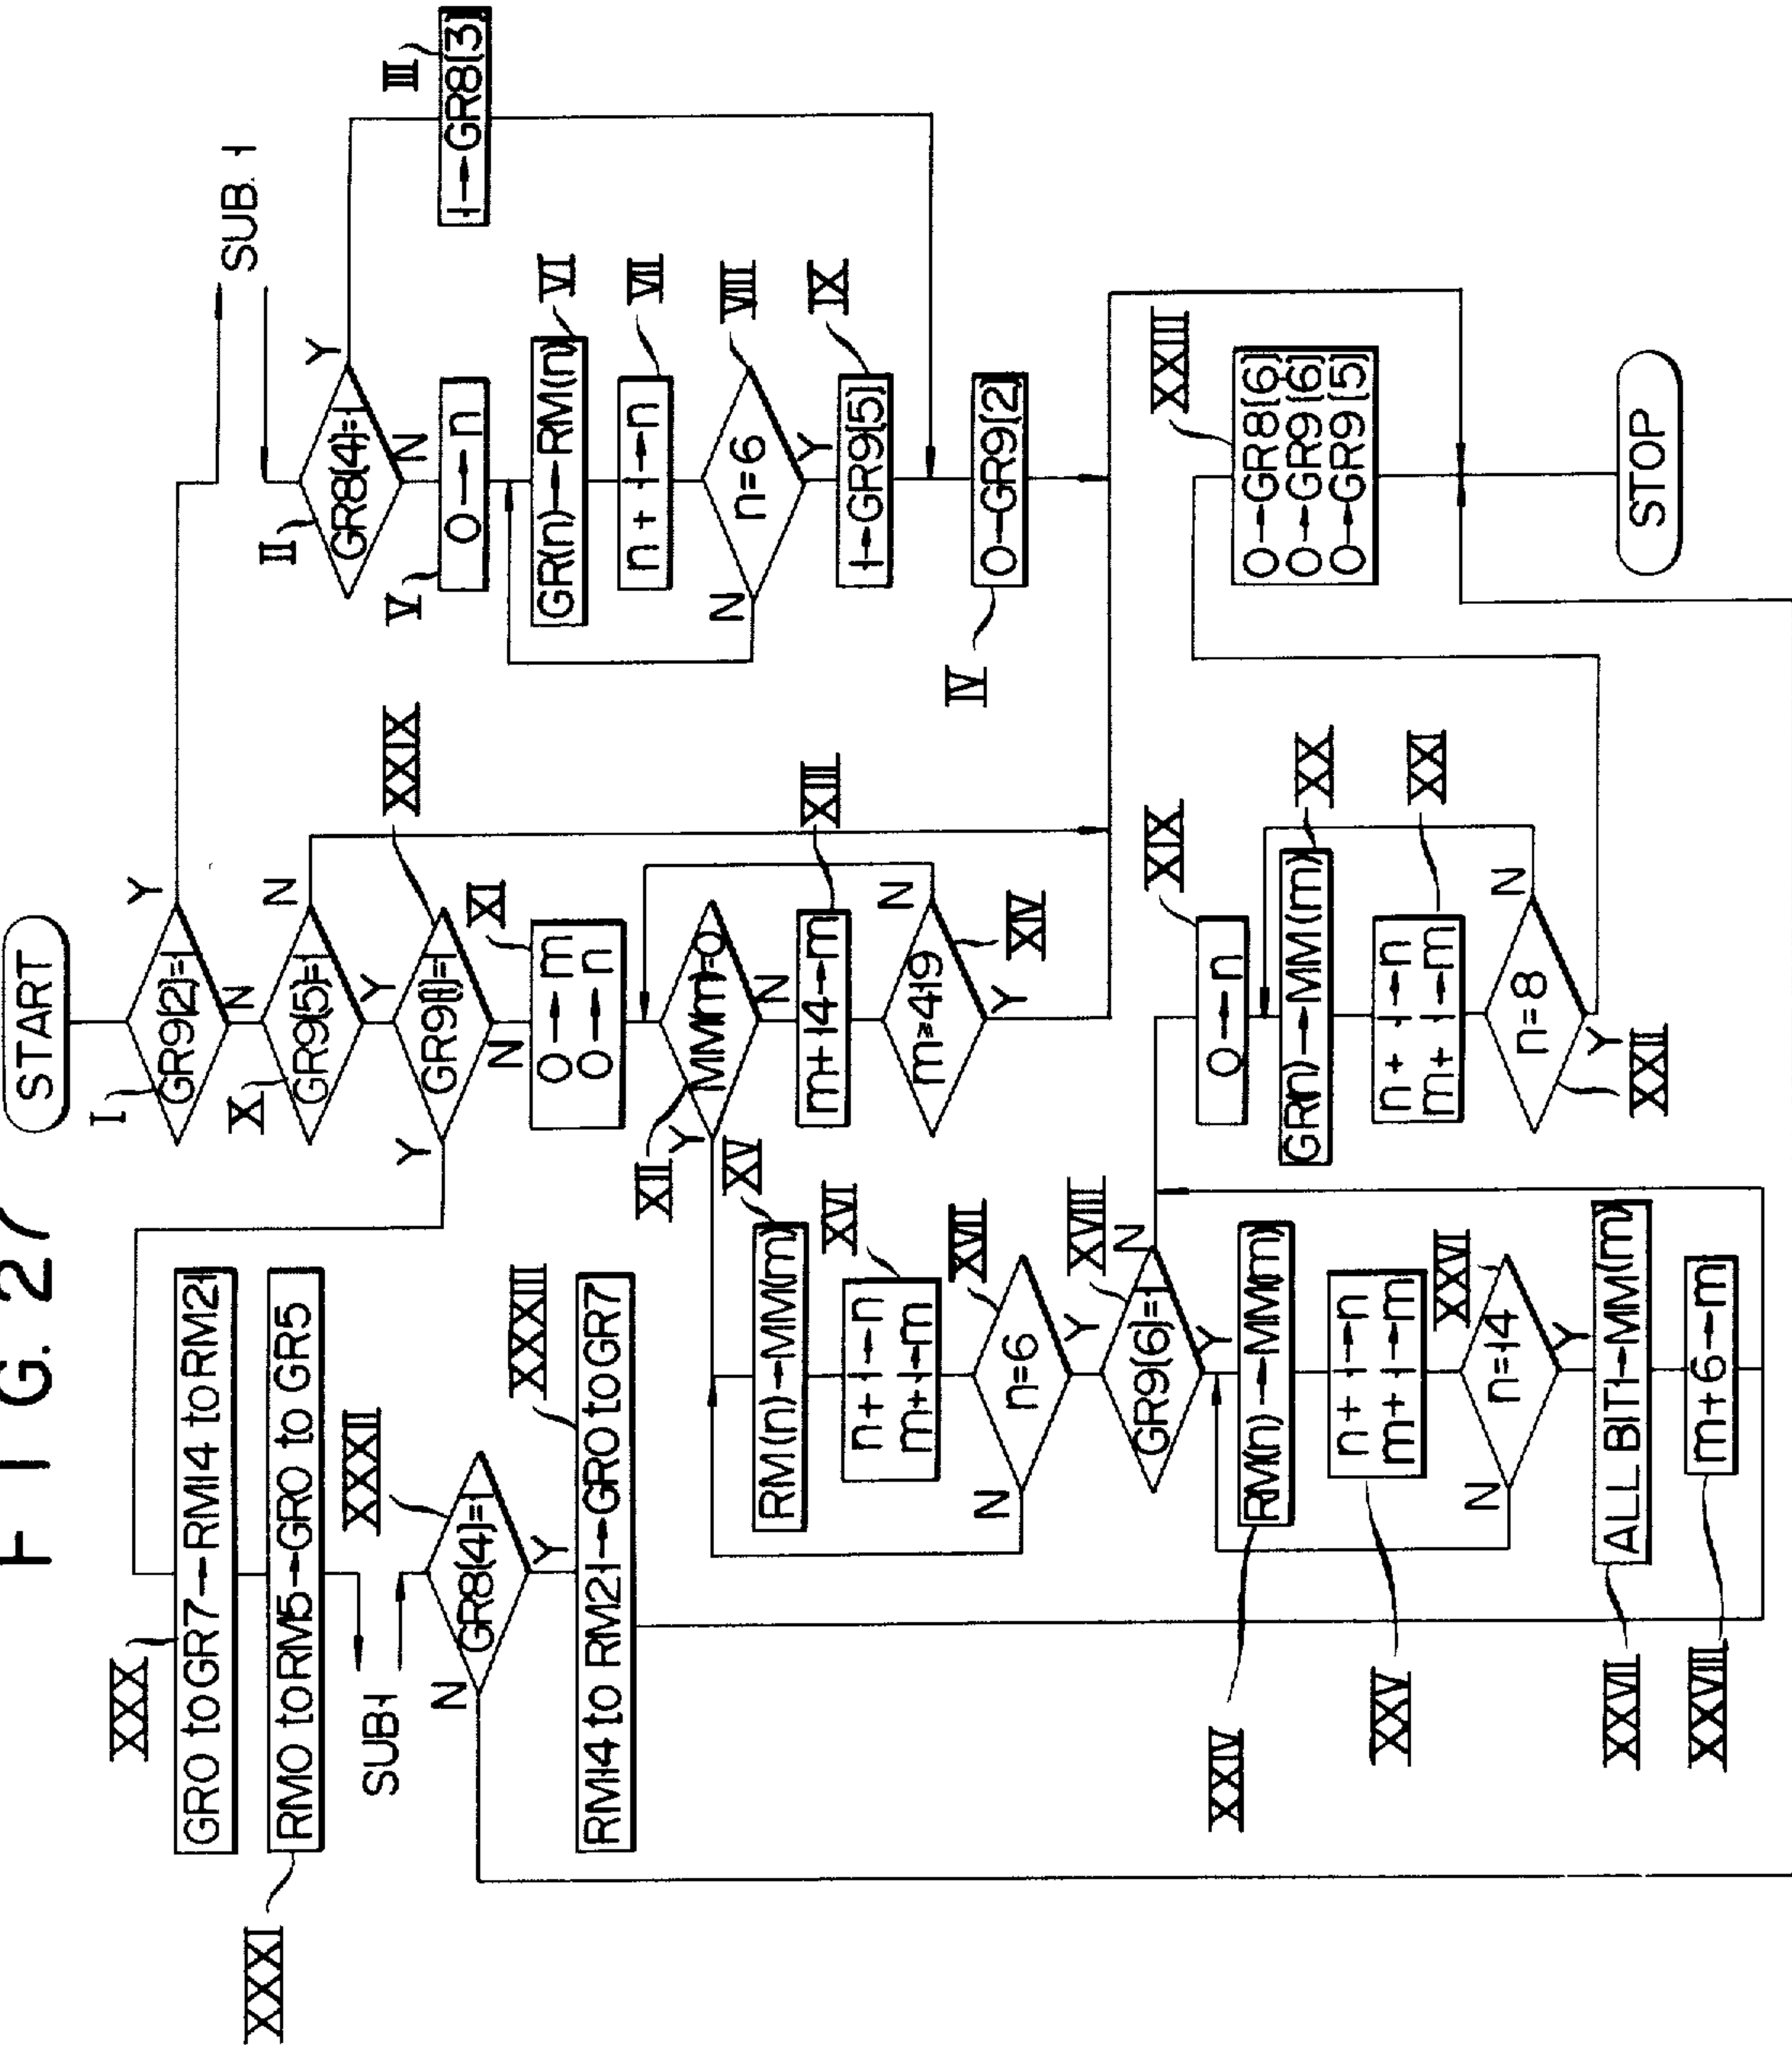 FIG. 27
START
I
GR9(2)=1
Y
N
SUB. 1
X
GR9(5)=1
N
Y
XXIX
GR9(1)=1
Y
N
XI
0→m
0→n
XII
MM(m)=0
Y
N
XIII
m+14→m
XIV
m≥419
N
Y
II
GR8(4)=1
Y
N
III
1→GR8(3)
V
0→n
VI
GR(n)→RM(n)
VII
n+1→n
VIII
n=6
N
Y
IX
1→GR9(5)
IV
0→GR9(2)
XXX
GR0 to GR7→RM14 to RM21
XXXI
RM0 to RM5→GR0 to GR5
SUB1
XXXII
GR8(4)=1
N
Y
XXXIII
RM14 to RM21→GR0 to GR7
XV
RM(n)→MM(m)
XVI
n+1→n
m+1→m
XVII
n=6
N
Y
XVIII
GR9(6)=1
N
Y
XXIV
RM(n)→MM(m)
XXV
n+1→n
m+1→m
XXVI
n=14
N
Y
XXVII
ALL BIT1→MM(m)
XXVIII
m+6→m
XIX
0→n
XX
GR(n)→MM(m)
XXI
n+1→n
m+1→m
XXII
n=8
N
Y
XXIII
0→GR8(6)
0→GR9(6)
0→GR9(5)
STOP